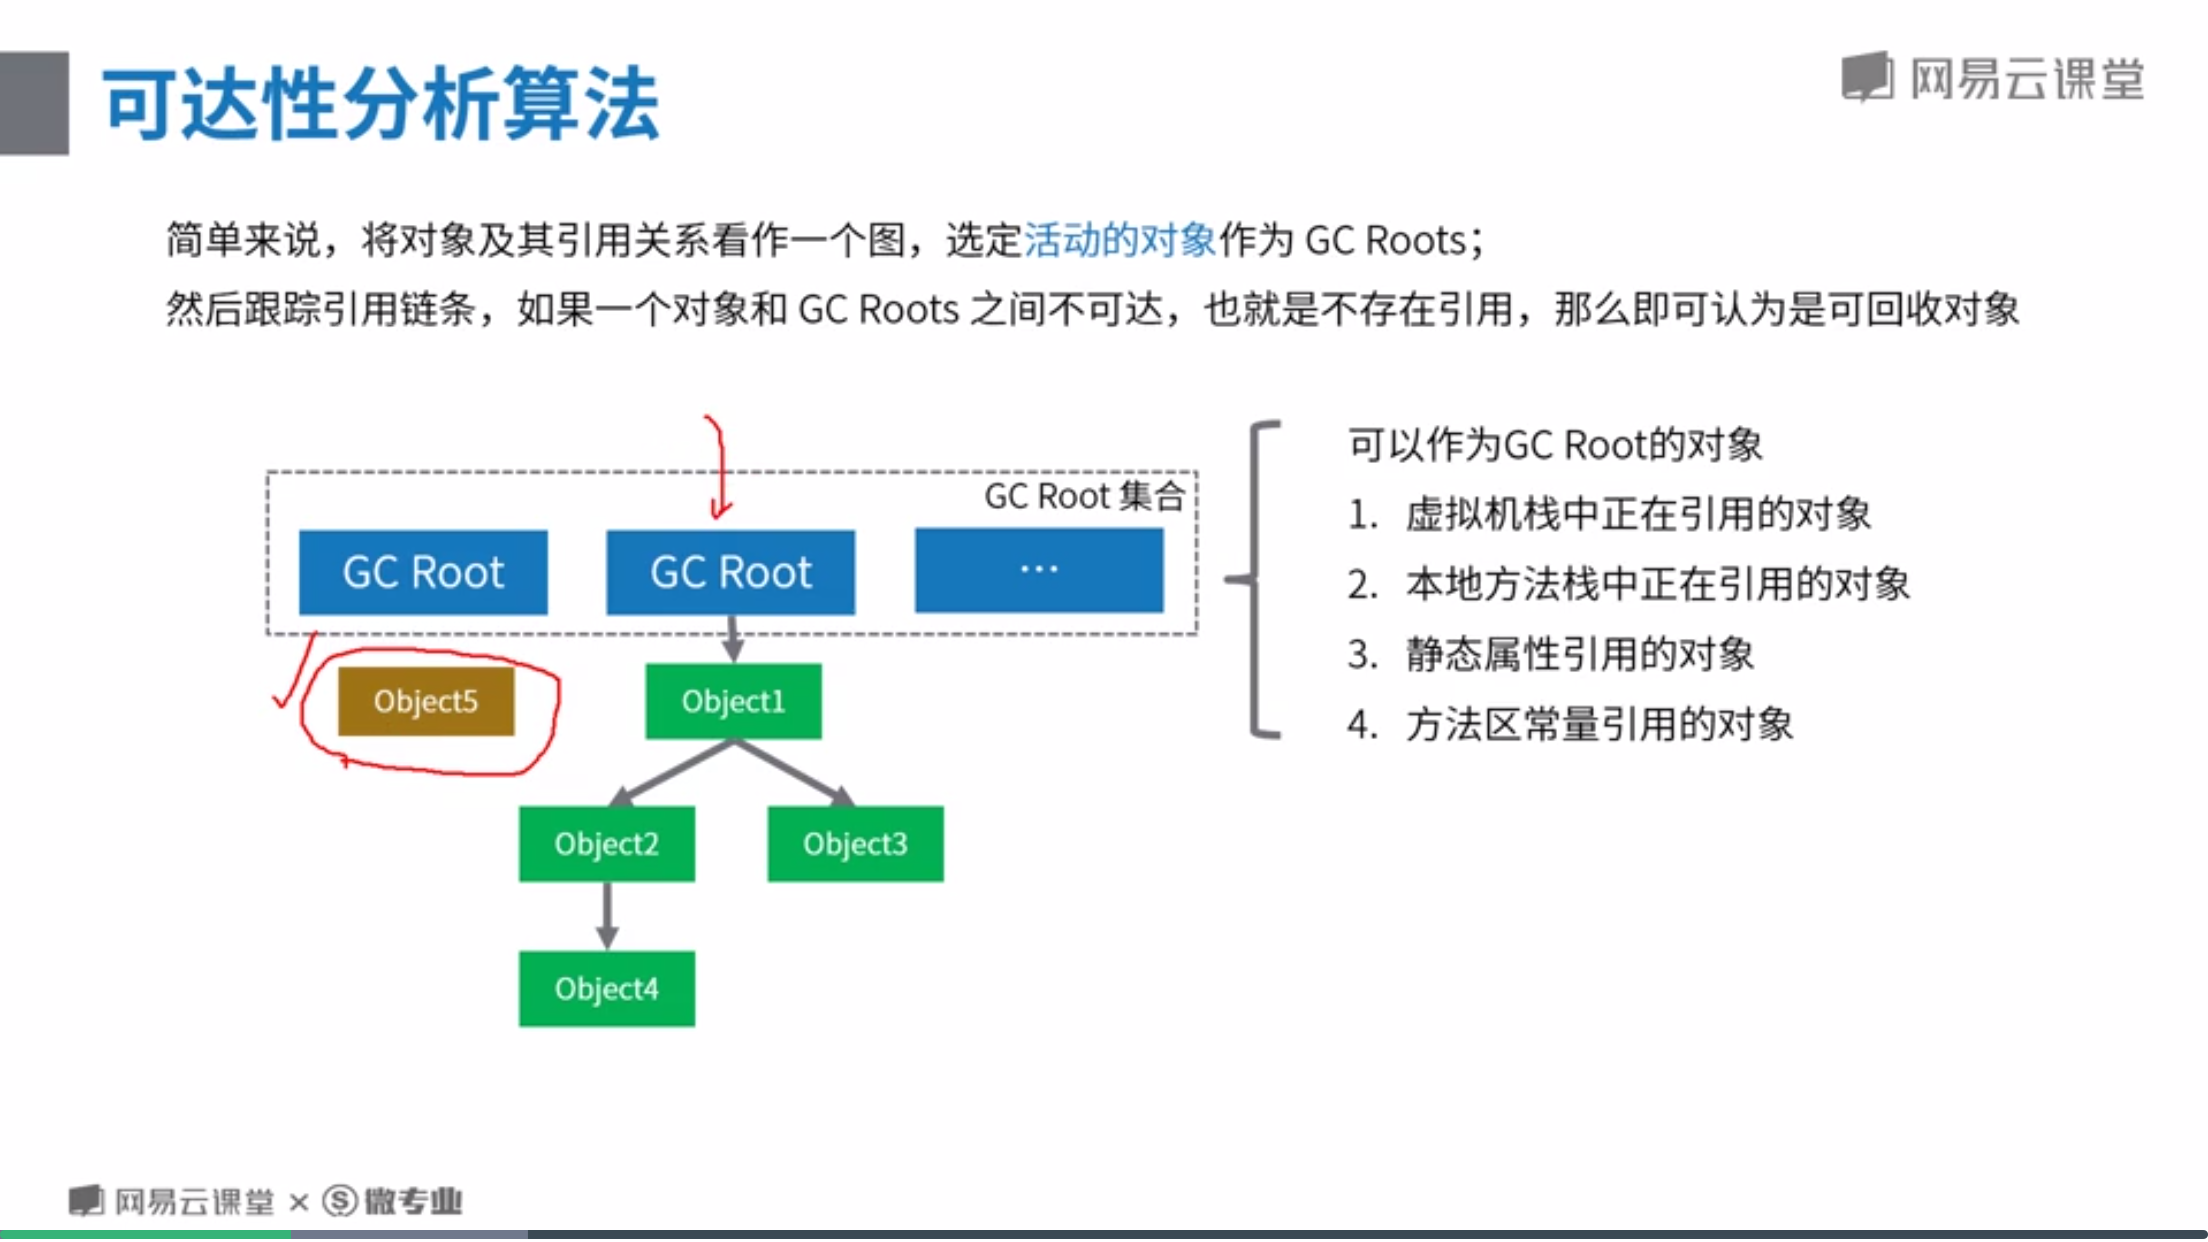 可达性分析算法
网易云课堂
简单来说，将对象及其引用关系看作一个图，选定活动的对象作为 GC Roots；
然后跟踪引用链条，如果一个对象和 GC Roots 之间不可达，也就是不存在引用，那么即可认为是可回收对象
GC Root 集合
GC Root
GC Root
···
Object5
Object1
Object2
Object3
Object4
可以作为GC Root的对象
1. 虚拟机栈中正在引用的对象
2. 本地方法栈中正在引用的对象
3. 静态属性引用的对象
4. 方法区常量引用的对象
网易云课堂 × Ⓢ微专业